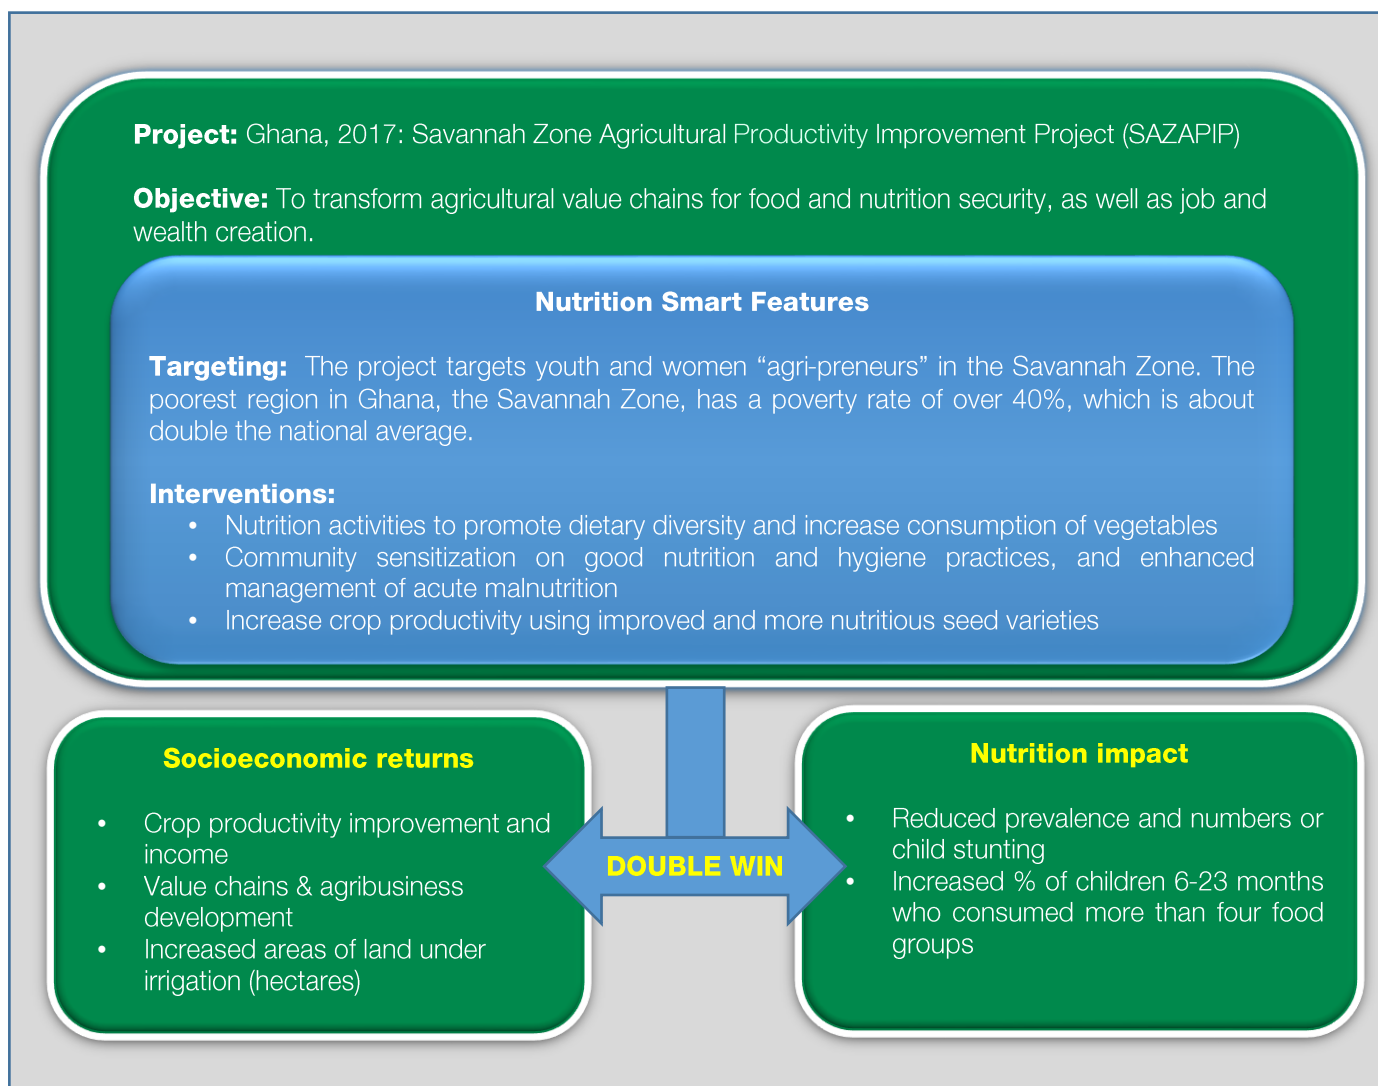 Project: Ghana, 2017: Savannah Zone Agricultural Productivity Improvement Project (SAZAPIP)
Objective: To transform agricultural value chains for food and nutrition security, as well as job and
wealth creation.
Nutrition Smart Features
Targeting: The project targets youth and women “agri-preneurs” in the Savannah Zone. The
poorest region in Ghana, the Savannah Zone, has a poverty rate of over 40%, which is about
double the national average.
Interventions:
• Nutrition activities to promote dietary diversity and increase consumption of vegetables
• Community sensitization on good nutrition and hygiene practices, and enhanced
management of acute malnutrition
• Increase crop productivity using improved and more nutritious seed varieties
Socioeconomic returns
• Crop productivity improvement and
income
• Value chains & agribusiness
development
• Increased areas of land under
irrigation (hectares)
DOUBLE WIN
Nutrition impact
• Reduced prevalence and numbers or
child stunting
• Increased % of children 6-23 months
who consumed more than four food
groups